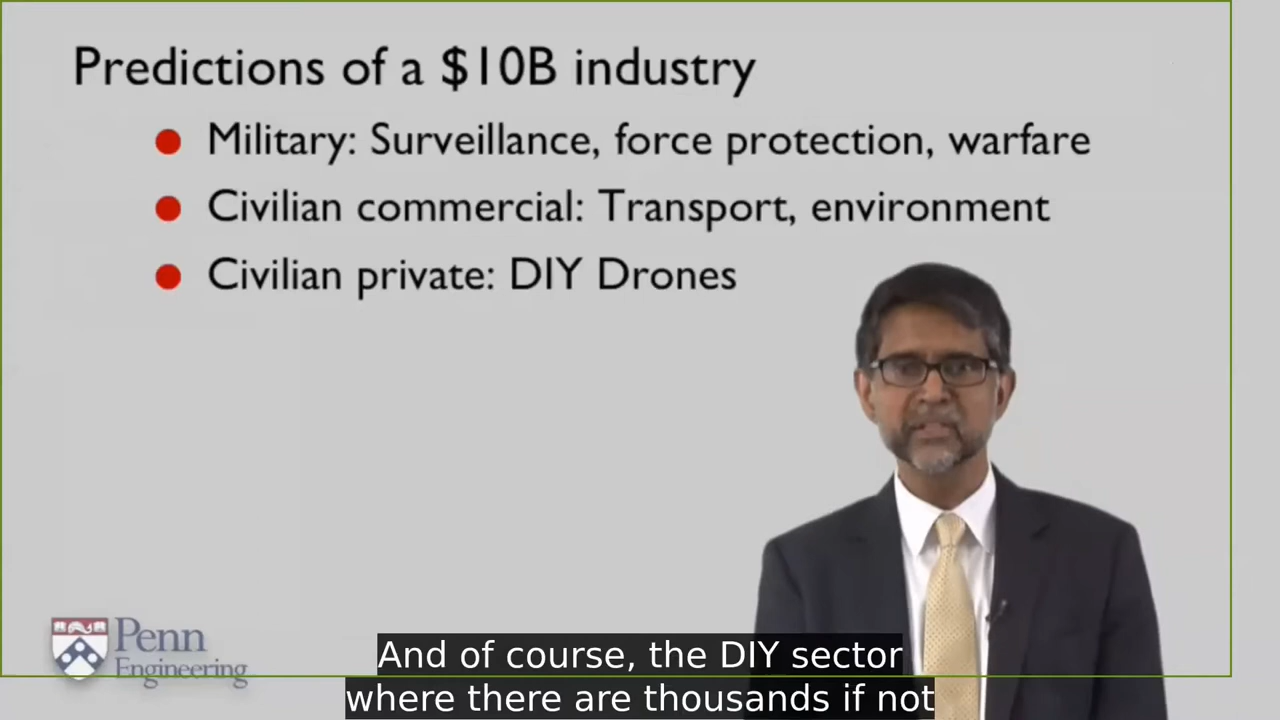 Predictions of a $10B industry
Military: Surveillance, force protection, warfare
Civilian commercial: Transport, environment
Civilian private: DIY Drones
Penn
Engineering
And of course, the DIY sector
where there are thousands if not